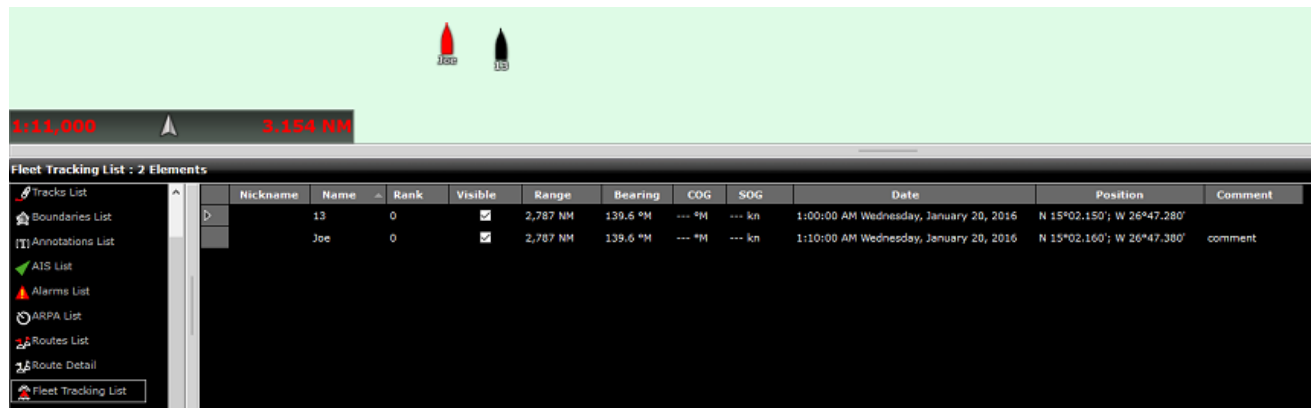 Joe
13
1:11,000 3.154 NM
Fleet Tracking List : 2 Elements
Tracks List
Boundaries List
[T] Annotations List
AIS List
Alarms List
ARPA List
Routes List
Route Detail
Fleet Tracking List
Nickname Name Rank Visible Range Bearing COG SOG Date Position Comment
13 0 2,787 NM 139.6 °M --- °M --- kn 1:00:00 AM Wednesday, January 20, 2016 N 15°02.150'; W 26°47.280'
Joe 0 2,787 NM 139.6 °M --- °M --- kn 1:10:00 AM Wednesday, January 20, 2016 N 15°02.160'; W 26°47.380' comment